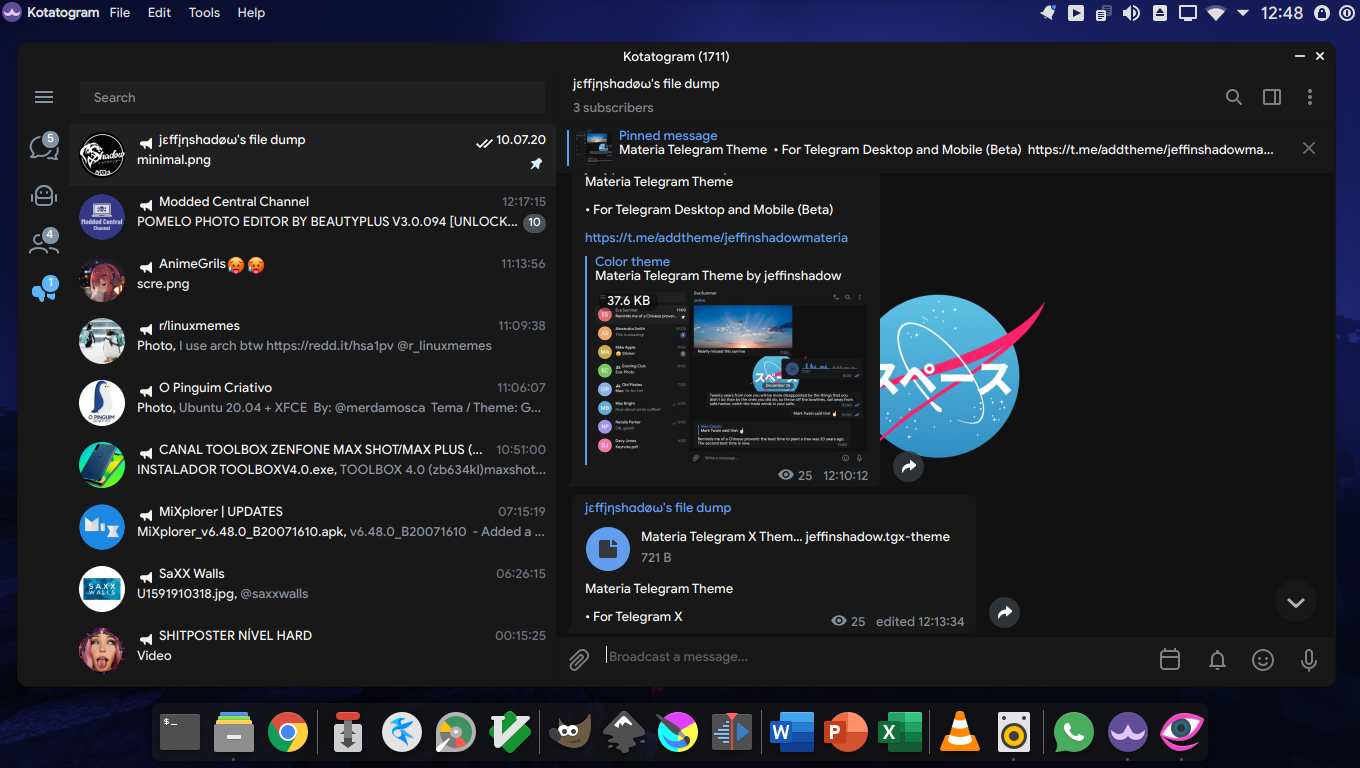 Kotatogram File Edit Tools Help
12:48
Kotatogram (1711)
Search
5
4
1
jεffįηshαdøω's file dump
10.07.20
minimal.png
Modded Central Channel
12:17:15
POMELO PHOTO EDITOR BY BEAUTYPLUS V3.0.094 [UNLOCK...
10
AnimeGrils🥵🥵
11:13:56
scre.png
r/linuxmemes
11:09:38
Photo, I use arch btw https://redd.it/hsa1pv @r_linuxmemes
O Pinguim Criativo
11:06:07
Photo, Ubuntu 20.04 + XFCE By: @merdamosca Tema / Theme: G...
CANAL TOOLBOX ZENFONE MAX SHOT/MAX PLUS (...
10:51:00
INSTALADOR TOOLBOXV4.0.exe, TOOLBOX 4.0 (zb634kl)maxshot...
MiXplorer | UPDATES
07:15:19
MiXplorer_v6.48.0_B20071610.apk, v6.48.0_B20071610 - Added a ...
SaXX Walls
06:26:15
U1591910318.jpg, @saxxwalls
SHITPOSTER NÍVEL HARD
00:15:25
Video
jεffįηshαdøω's file dump
3 subscribers
Pinned message
Materia Telegram Theme • For Telegram Desktop and Mobile (Beta) https://t.me/addtheme/jeffinshadowma...
Materia Telegram Theme
• For Telegram Desktop and Mobile (Beta)
https://t.me/addtheme/jeffinshadowmateria
Color theme
Materia Telegram Theme by jeffinshadow
37.6 KB
25 12:10:12
スペース
jεffįηshαdøω's file dump
Materia Telegram X Them... jeffinshadow.tgx-theme
721 B
Materia Telegram Theme
• For Telegram X
25 edited 12:13:34
Broadcast a message...